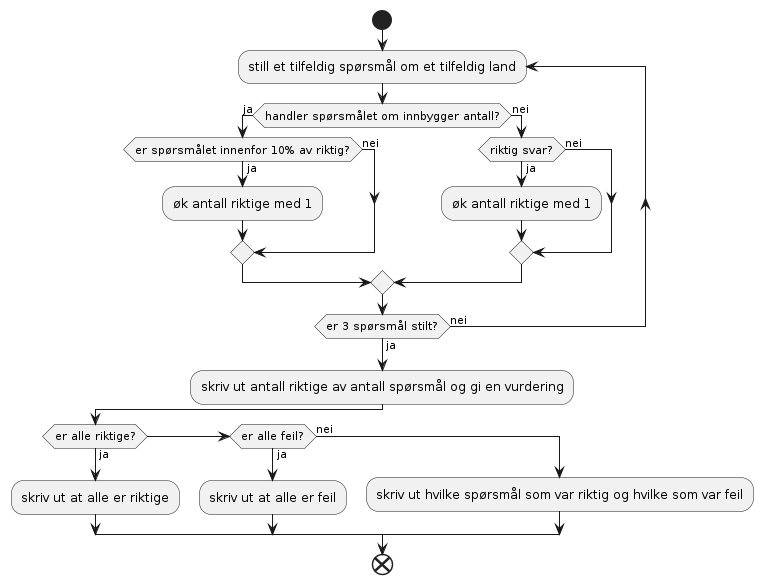 still et tilfeldig spørsmål om et tilfeldig land
ja
handler spørsmålet om innbygger antall?
nei
er spørsmålet innenfor 10% av riktig?
nei
riktig svar?
nei
ja
ja
øk antall riktige med 1
øk antall riktige med 1
er 3 spørsmål stilt?
nei
ja
skriv ut antall riktige av antall spørsmål og gi en vurdering
er alle riktige?
er alle feil?
nei
ja
ja
skriv ut at alle er riktige
skriv ut at alle er feil
skriv ut hvilke spørsmål som var riktig og hvilke som var feil